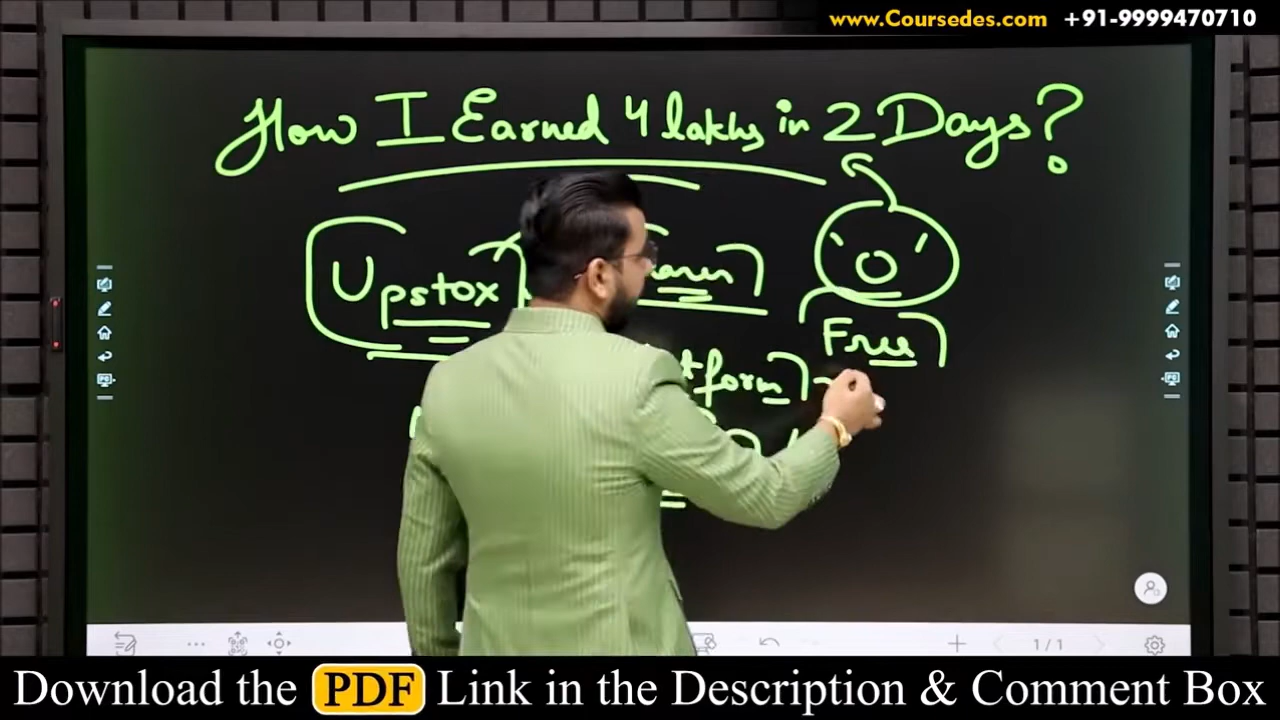 www.Coursedes.com +91-9999470710
How I Earned 4 lakhs in 2 Days?
Upstox
Free
1/1
Download the PDF Link in the Description & Comment Box